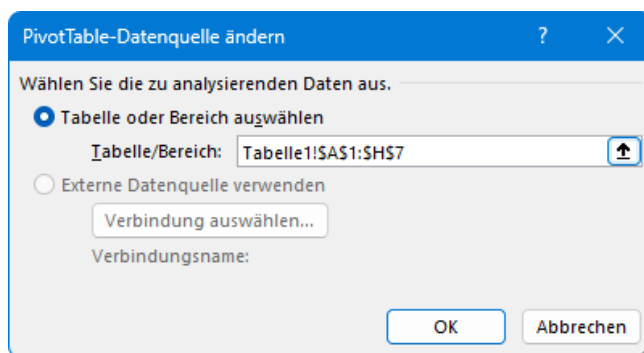 PivotTable-Datenquelle ändern ?
Wählen Sie die zu analysierenden Daten aus.
Tabelle oder Bereich auswählen
Tabelle/Bereich: Tabelle1!$A$1:$H$7
Externe Datenquelle verwenden
Verbindung auswählen...
Verbindungsname:
OK Abbrechen